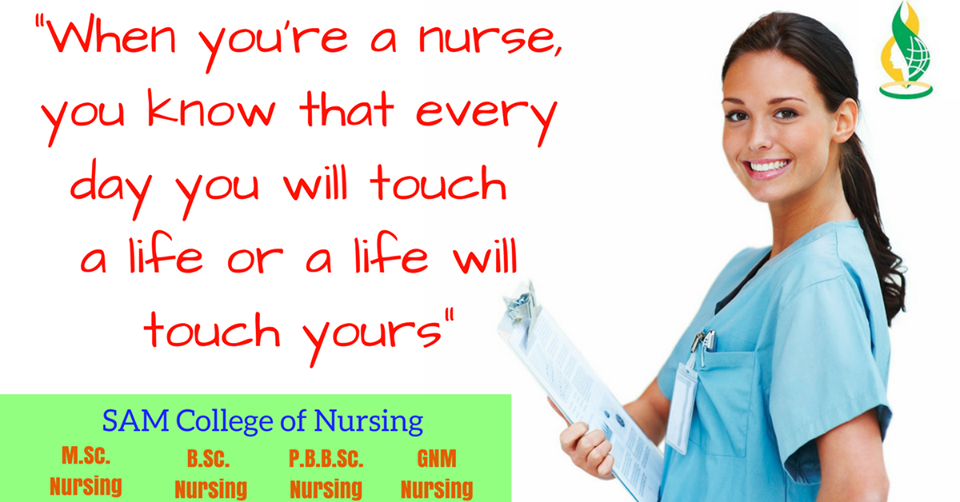 "When you're a nurse,
you know that every
day you will touch
a life or a life will
touch yours"
SAM College of Nursing
M.Sc. Nursing
B.Sc. Nursing
P.B.B.Sc. Nursing
GNM Nursing